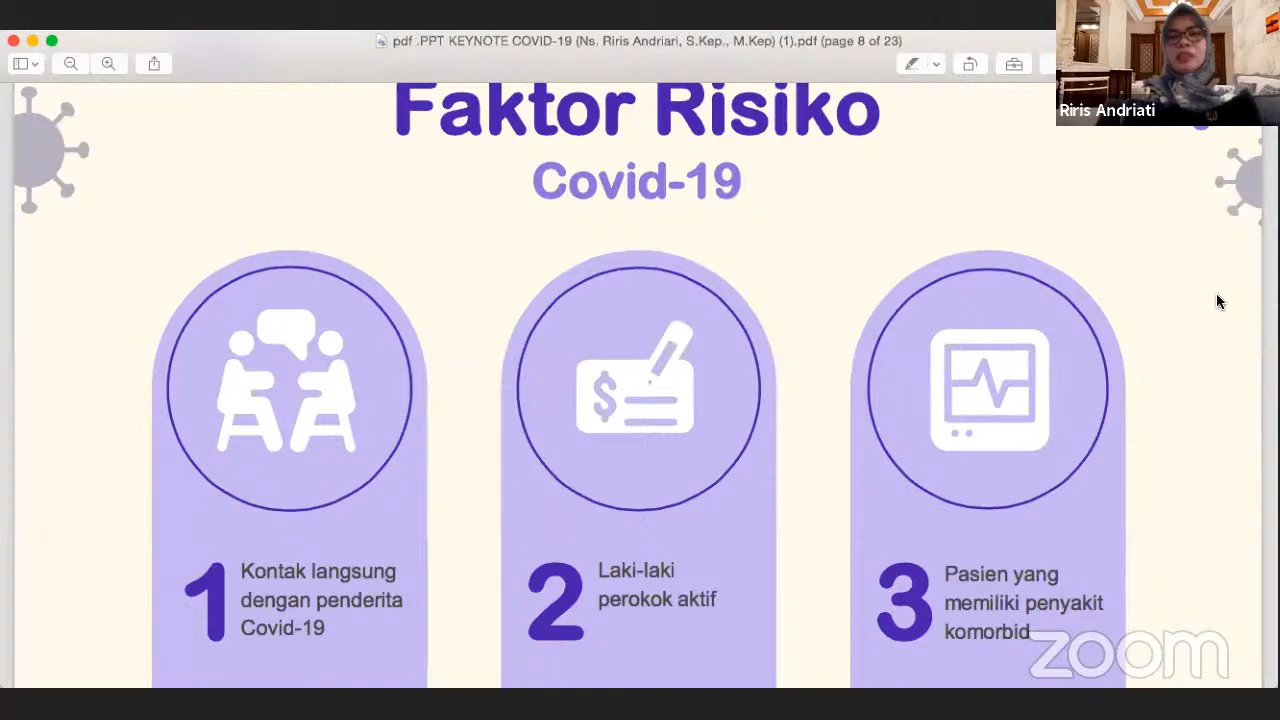 pdf .PPT KEYNOTE COVID-19 (Ns. Riris Andriari, S.Kep., M.Kep) (1).pdf (page 8 of 23)
Riris Andriati
Faktor Risiko
Covid-19
$
1
Kontak langsung
dengan penderita
Covid-19
2
Laki-laki
perokok aktif
3
Pasien yang
memiliki penyakit
komorbid
zoom